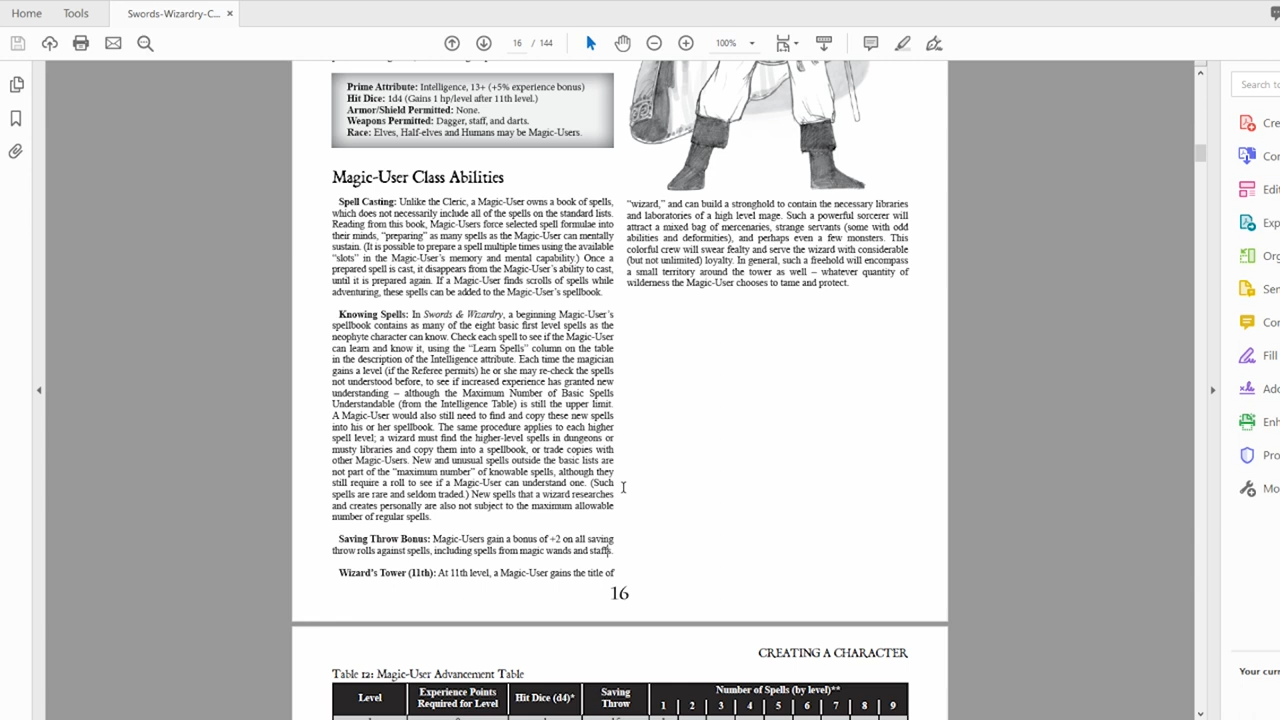 Home
Tools
Swords-Wizardry-C... ×
16 / 144
100%
Prime Attribute: Intelligence, 13+ (+5% experience bonus)
Hit Dice: 1d4 (Gains 1 hp/level after 11th level.)
Armor/Shield Permitted: None.
Weapons Permitted: Dagger, staff, and darts.
Race: Elves, Half-elves and Humans may be Magic-Users.
Magic-User Class Abilities
Spell Casting: Unlike the Cleric, a Magic-User owns a book of spells,
which does not necessarily include all of the spells on the standard lists.
Reading from this book, Magic-Users force selected spell formulae into
their minds, “preparing” as many spells as the Magic-User can mentally
sustain. (It is possible to prepare a spell multiple times using the available
“slots” in the Magic-User’s memory and mental capability.) Once a
prepared spell is cast, it disappears from the Magic-User’s ability to cast,
until it is prepared again. If a Magic-User finds scrolls of spells while
adventuring, these spells can be added to the Magic-User’s spellbook.
Knowing Spells: In Swords & Wizardry, a beginning Magic-User’s
spellbook contains as many of the eight basic first level spells as the
neophyte character can know. Check each spell to see if the Magic-User
can learn and know it, using the “Learn Spells” column on the table
in the description of the Intelligence attribute. Each time the magician
gains a level (if the Referee permits) he or she may re-check the spells
not understood before, to see if increased experience has granted new
understanding – although the Maximum Number of Basic Spells
Understandable (from the Intelligence Table) is still the upper limit.
A Magic-User would also still need to find and copy these new spells
into his or her spellbook. The same procedure applies to each higher
spell level; a wizard must find the higher-level spells in dungeons or
musty libraries and copy them into a spellbook, or trade copies with
other Magic-Users. New and unusual spells outside the basic lists are
not part of the “maximum number” of knowable spells, although they
still require a roll to see if a Magic-User can understand one. (Such
spells are rare and seldom traded.) New spells that a wizard researches
and creates personally are also not subject to the maximum allowable
number of regular spells.
Saving Throw Bonus: Magic-Users gain a bonus of +2 on all saving
throw rolls against spells, including spells from magic wands and staffs.
Wizard’s Tower (11th): At 11th level, a Magic-User gains the title of
“wizard,” and can build a stronghold to contain the necessary libraries
and laboratories of a high level mage. Such a powerful sorcerer will
attract a mixed bag of mercenaries, strange servants (some with odd
abilities and deformities), and perhaps even a few monsters. This
colorful crew will swear fealty and serve the wizard with considerable
(but not unlimited) loyalty. In general, such a freehold will encompass
a small territory around the tower as well – whatever quantity of
wilderness the Magic-User chooses to tame and protect.
16
CREATING A CHARACTER
Table 12: Magic-User Advancement Table
Level
Experience Points
Required for Level
Hit Dice (d4)*
Saving
Throw
Number of Spells (by level)**
1 2 3 4 5 6 7 8 9
Search to
Cre
Con
Edit
Exp
Org
Sen
Con
Fill
Add
Enh
Pro
Mo
Your curr